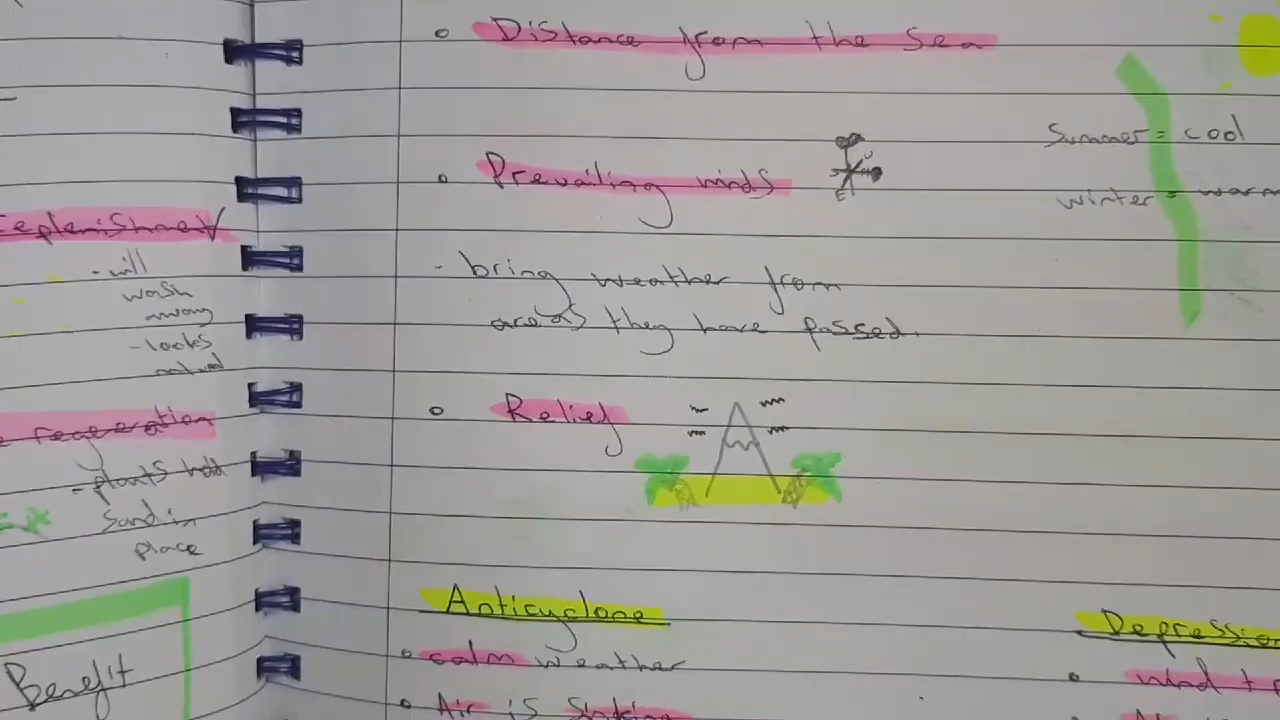 Replenishment
- will
wash
away
- looks
natural
regeneration
- plants hold
Sand in
place
Benefit
Distance from the Sea
Summer = cool
winter = warm
Prevailing winds
- bring weather from
areas they have passed.
Relief
Anticyclone
calm weather
Air is Sinking
Depression
wind +